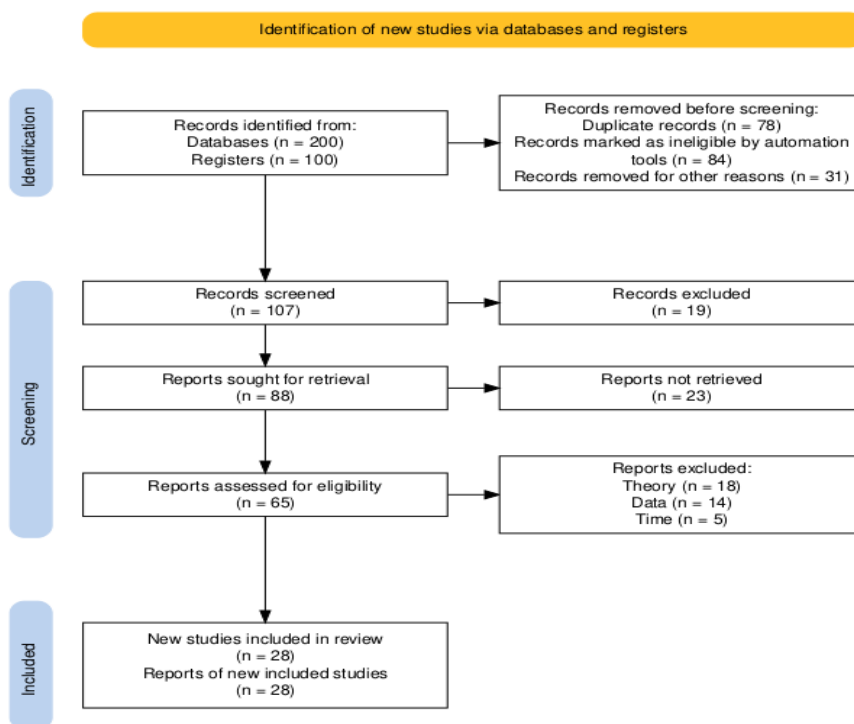 Identification of new studies via databases and registers
Identification
Records identified from:
Databases (n = 200)
Registers (n = 100)
Records removed before screening:
Duplicate records (n = 78)
Records marked as ineligible by automation
tools (n = 84)
Records removed for other reasons (n = 31)
Screening
Records screened
(n = 107)
Records excluded
(n = 19)
Reports sought for retrieval
(n = 88)
Reports not retrieved
(n = 23)
Reports assessed for eligibility
(n = 65)
Reports excluded:
Theory (n = 18)
Data (n = 14)
Time (n = 5)
Included
New studies included in review
(n = 28)
Reports of new included studies
(n = 28)